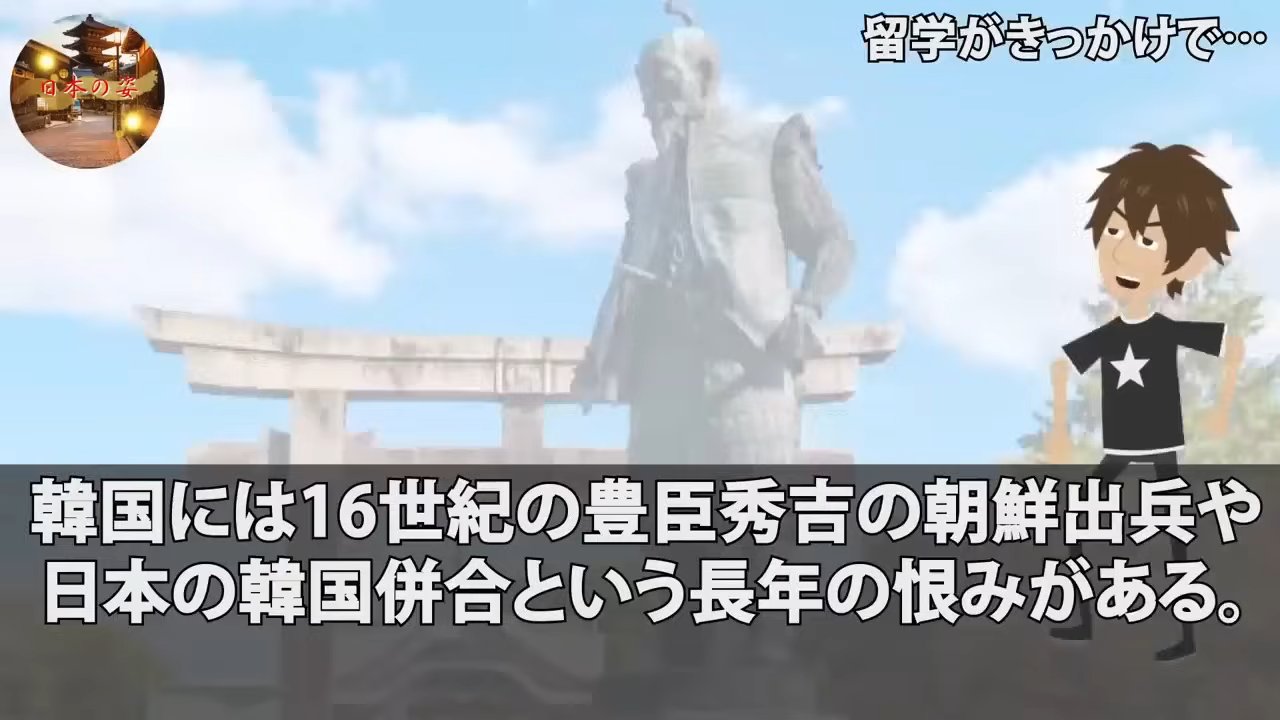 留学がきっかけで…
日本の姿
韓国には16世紀の豊臣秀吉の朝鮮出兵や
日本の韓国併合という長年の恨みがある。